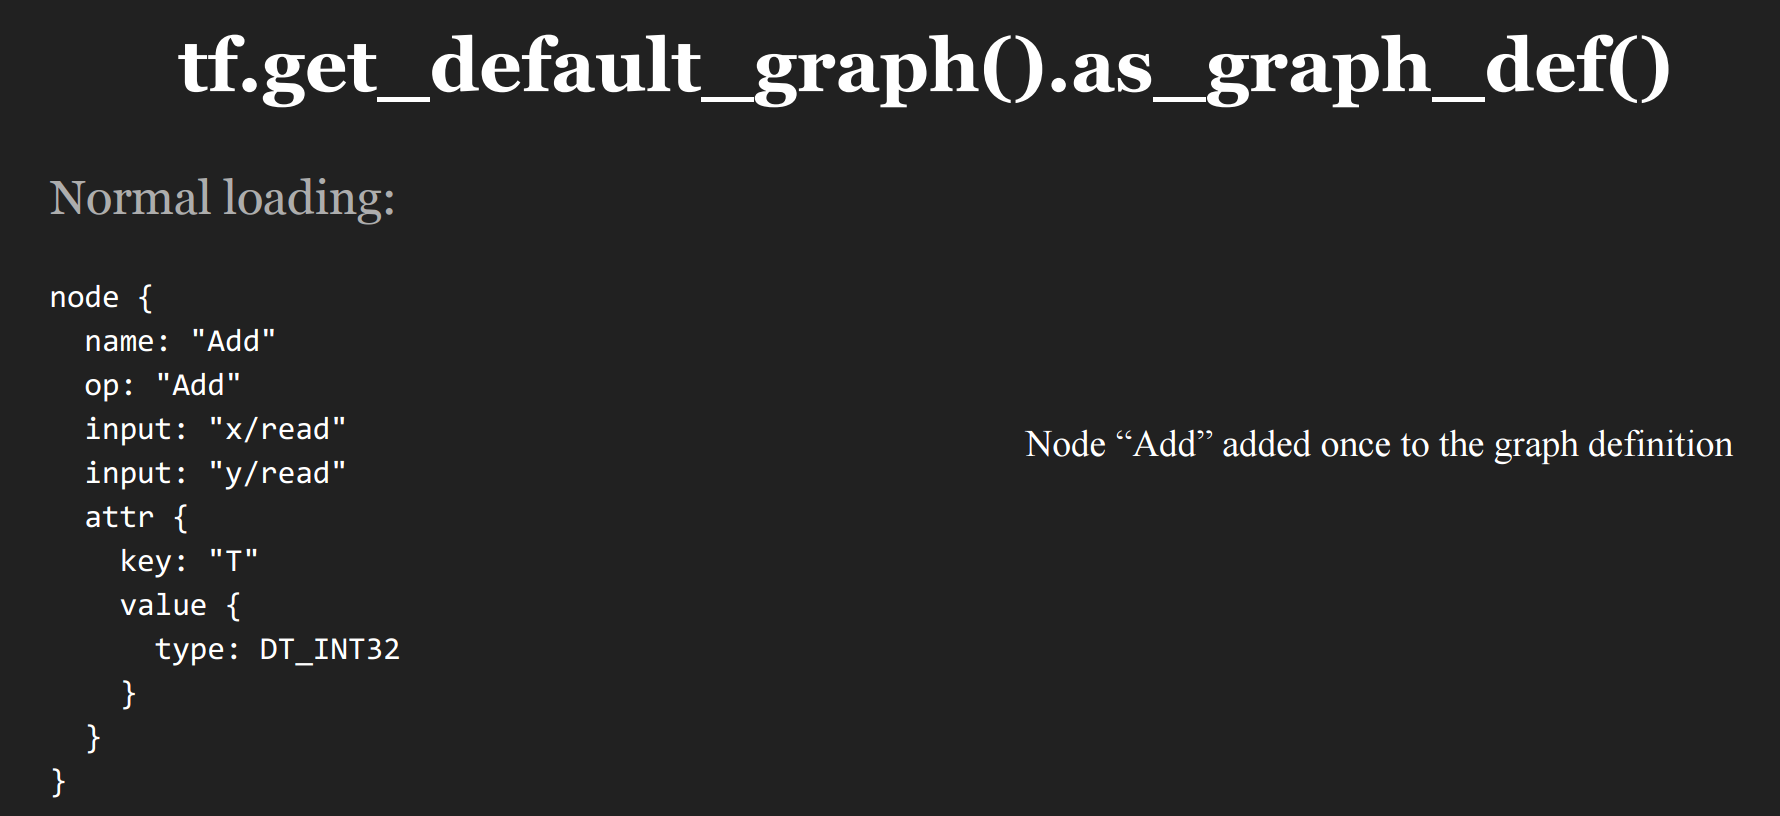 tf.get_default_graph().as_graph_def()
Normal loading:
node {
  name: "Add"
  op: "Add"
  input: "x/read"
  input: "y/read"
  attr {
    key: "T"
    value {
      type: DT_INT32
    }
  }
}
Node “Add” added once to the graph definition